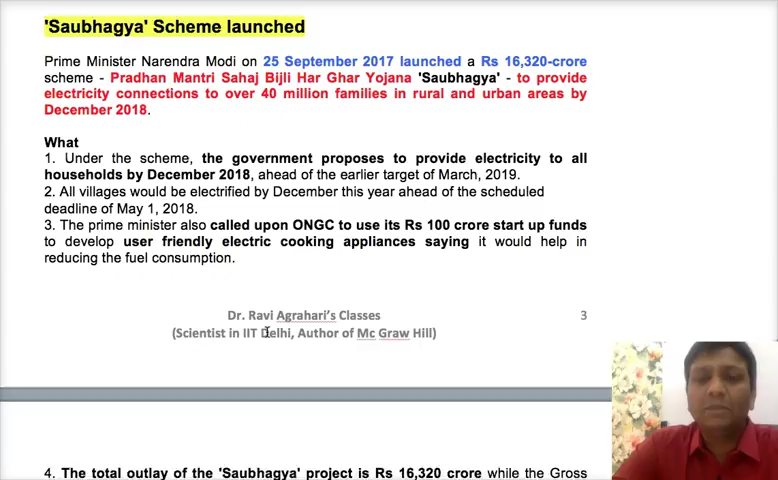 'Saubhagya' Scheme launched
Prime Minister Narendra Modi on 25 September 2017 launched a Rs 16,320-crore
scheme - Pradhan Mantri Sahaj Bijli Har Ghar Yojana 'Saubhagya' - to provide
electricity connections to over 40 million families in rural and urban areas by
December 2018.
What
1. Under the scheme, the government proposes to provide electricity to all
households by December 2018, ahead of the earlier target of March, 2019.
2. All villages would be electrified by December this year ahead of the scheduled
deadline of May 1, 2018.
3. The prime minister also called upon ONGC to use its Rs 100 crore start up funds
to develop user friendly electric cooking appliances saying it would help in
reducing the fuel consumption.
Dr. Ravi Agrahari's Classes 3
(Scientist in IIT Delhi, Author of Mc Graw Hill)
4. The total outlay of the 'Saubhagya' project is Rs 16,320 crore while the Gross